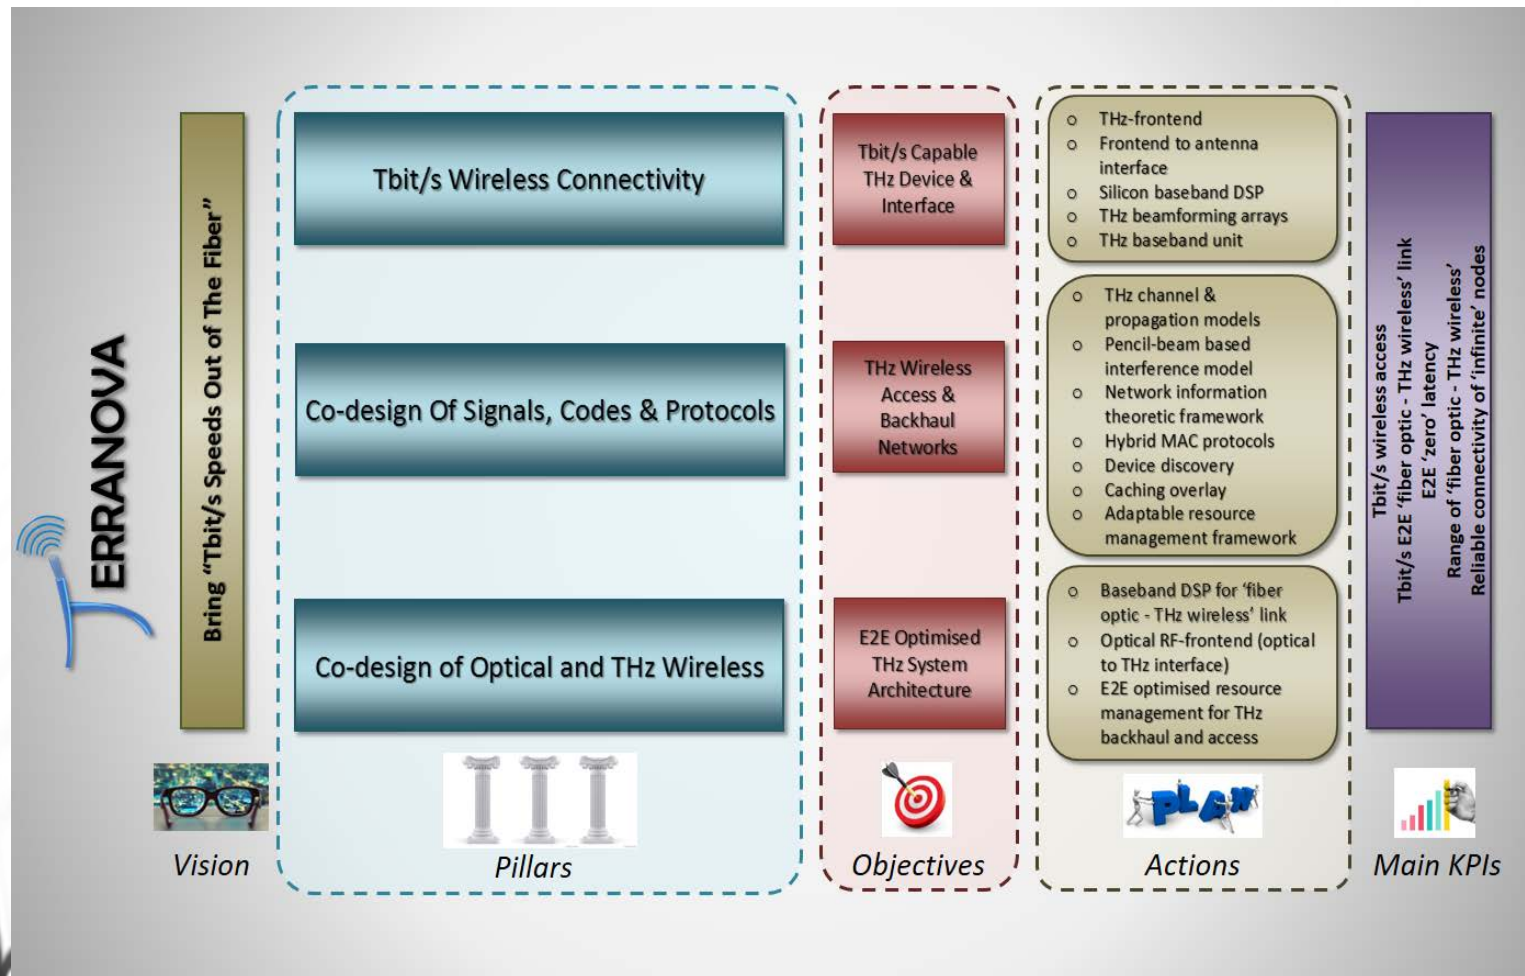 TERRANOVA
Bring “Tbit/s Speeds Out of The Fiber”
Vision
Tbit/s Wireless Connectivity
Co-design Of Signals, Codes & Protocols
Co-design of Optical and THz Wireless
Pillars
Tbit/s Capable
THz Device &
Interface
THz Wireless
Access &
Backhaul
Networks
E2E Optimised
THz System
Architecture
Objectives
o THz-frontend
o Frontend to antenna
interface
o Silicon baseband DSP
o THz beamforming arrays
o THz baseband unit
o THz channel &
propagation models
o Pencil-beam based
interference model
o Network information
theoretic framework
o Hybrid MAC protocols
o Device discovery
o Caching overlay
o Adaptable resource
management framework
o Baseband DSP for ‘fiber
optic - THz wireless’ link
o Optical RF-frontend (optical
to THz interface)
o E2E optimised resource
management for THz
backhaul and access
PLAN
Actions
Tbit/s wireless access
Tbit/s E2E ‘fiber optic - THz wireless’ link
E2E ‘zero’ latency
Range of ‘fiber optic - THz wireless’
Reliable connectivity of ‘infinite’ nodes
Main KPIs